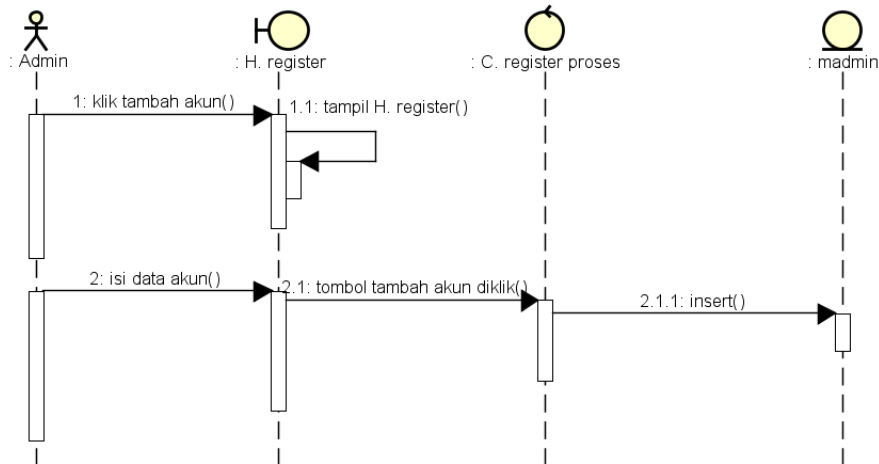 : Admin
: H. register
: C. register proses
: madmin
1: klik tambah akun()
1.1: tampil H. register()
2: isi data akun()
2.1: tombol tambah akun diklik()
2.1.1: insert()